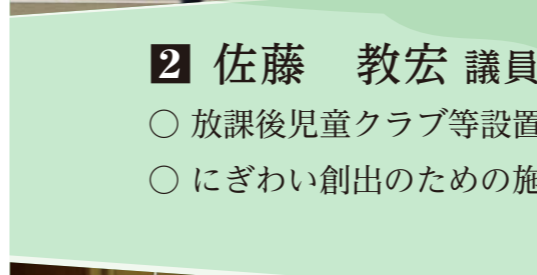 2 佐藤　教宏 議員
○ 放課後児童クラブ等設置
○ にぎわい創出のための施